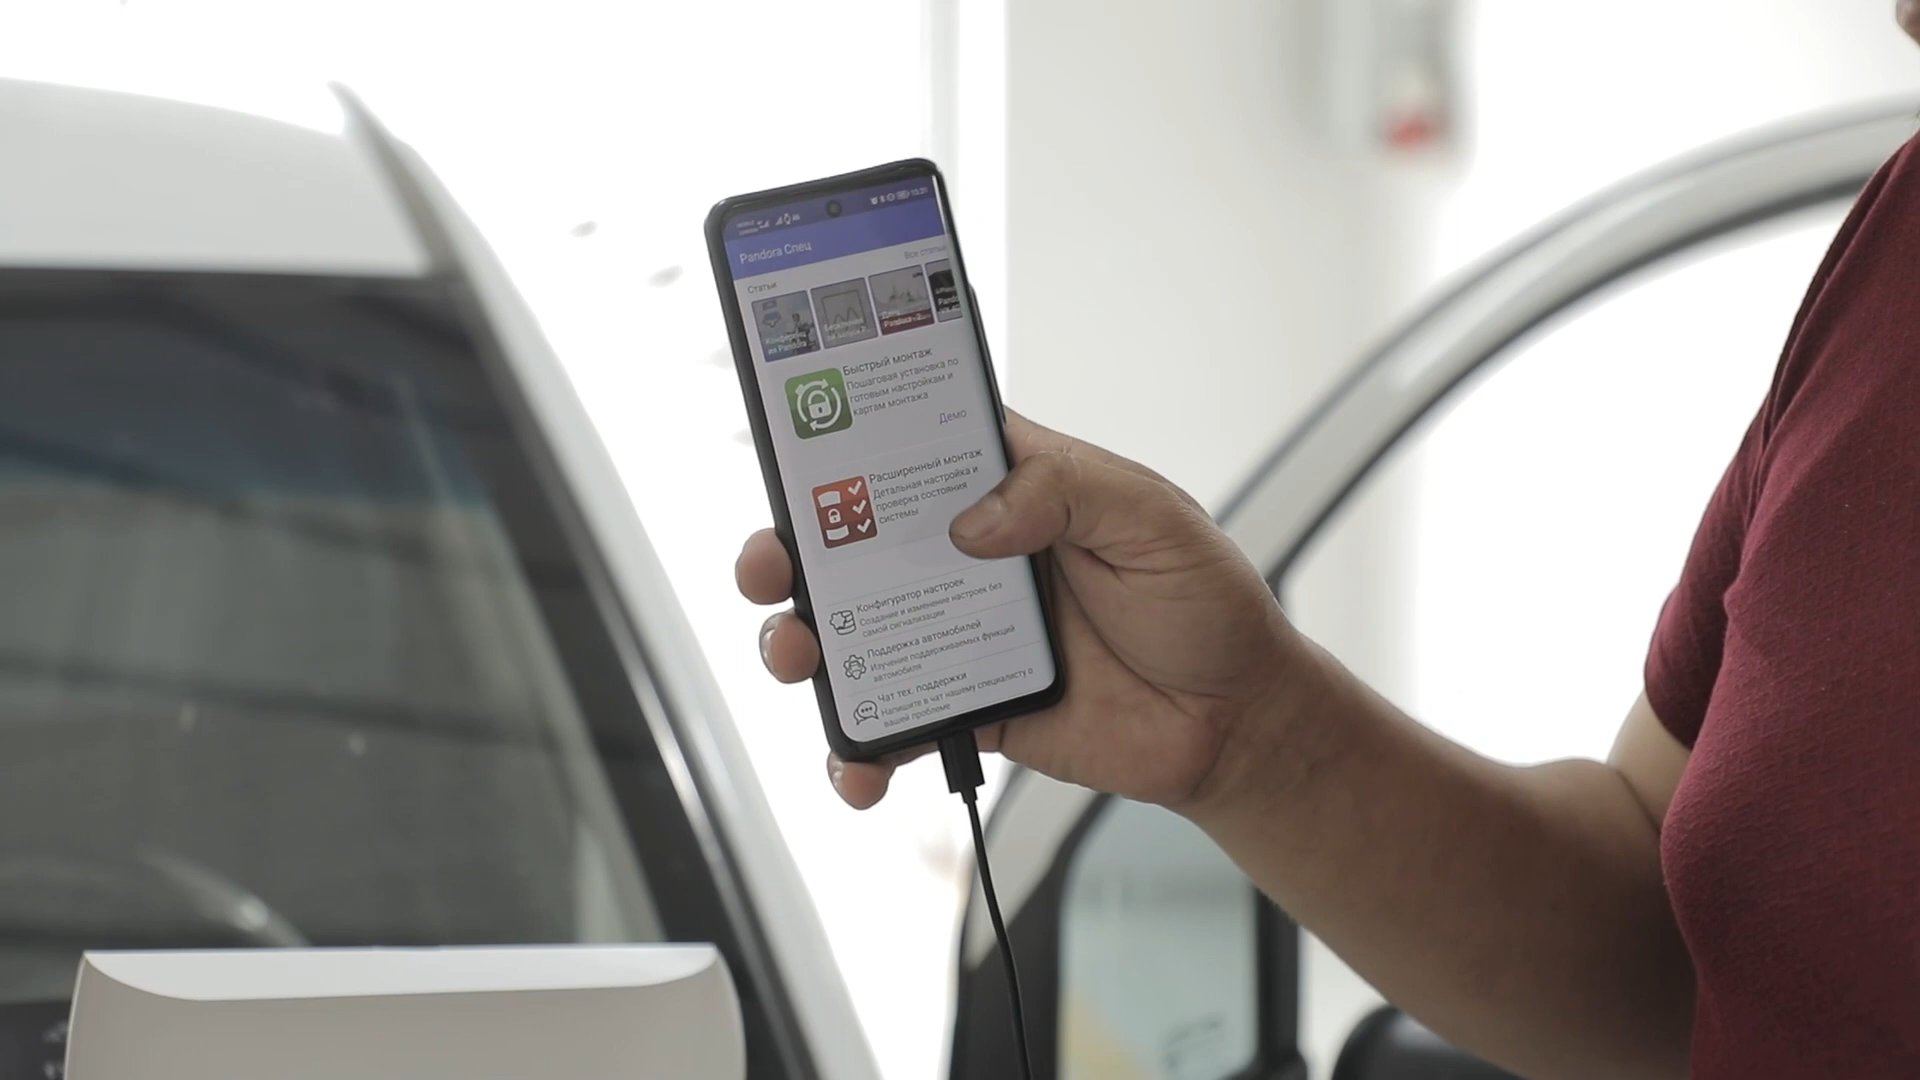 Pandora Спец
Статьи
Все статьи
Быстрый монтаж
Пошаговая установка по
готовым настройкам и
картам монтажа
Демо
Расширенный монтаж
Детальная настройка и
проверка состояния
системы
Конфигуратор настроек
Создание и изменение настроек без
самой сигнализации
Поддержка автомобилей
Изучение поддерживаемых функций
автомобиля
Чат тех. поддержки
Напишите в чат нашему специалисту о
вашей проблеме